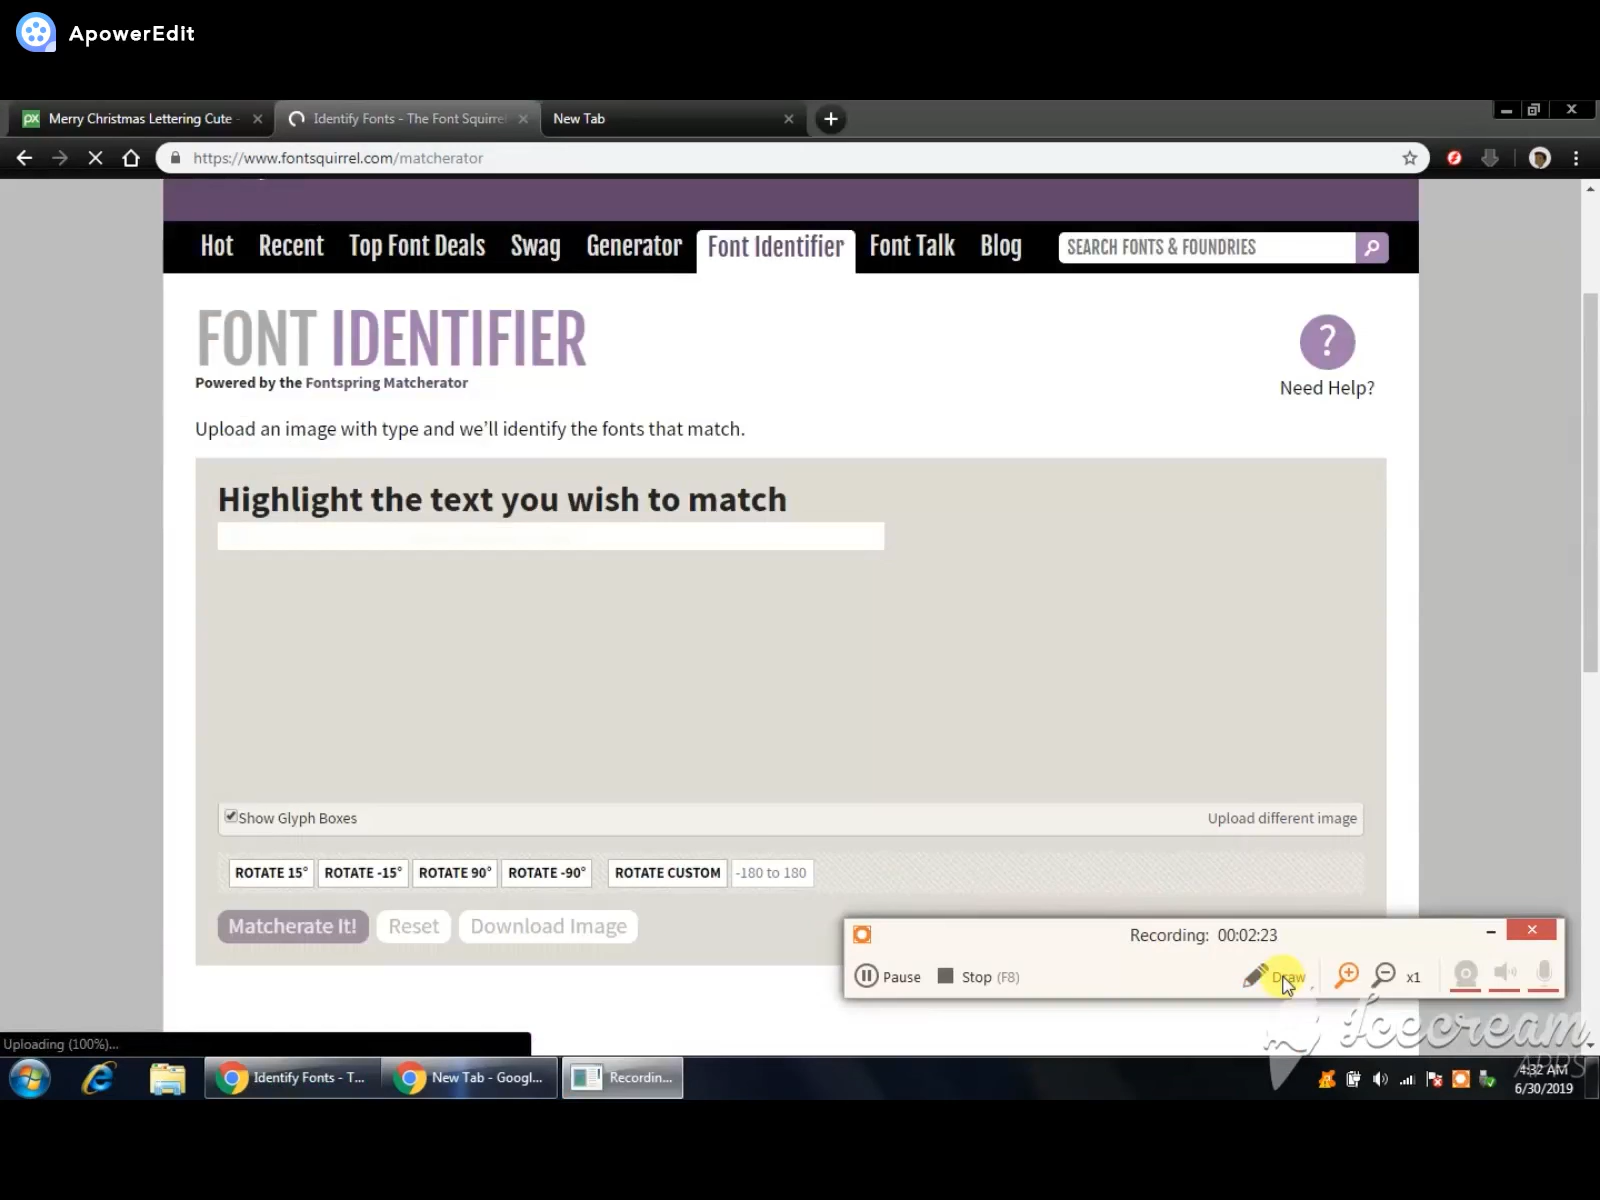 ApowerEdit
Merry Christmas Lettering Cute -
Identify Fonts - The Font Squirrel
New Tab
https://www.fontsquirrel.com/matcherator
Hot Recent Top Font Deals Swag Generator Font Identifier Font Talk Blog SEARCH FONTS & FOUNDRIES
FONT IDENTIFIER
Powered by the Fontspring Matcherator
?
Need Help?
Upload an image with type and we'll identify the fonts that match.
Highlight the text you wish to match
Show Glyph Boxes
Upload different image
ROTATE 15° ROTATE -15° ROTATE 90° ROTATE -90° ROTATE CUSTOM -180 to 180
Matcherate It! Reset Download Image
Recording: 00:02:23
Pause Stop (F8) Draw x1
Icecream
APPS
Uploading (100%)...
Identify Fonts - T...
New Tab - Googl...
Recordin...
4:32 AM
6/30/2019